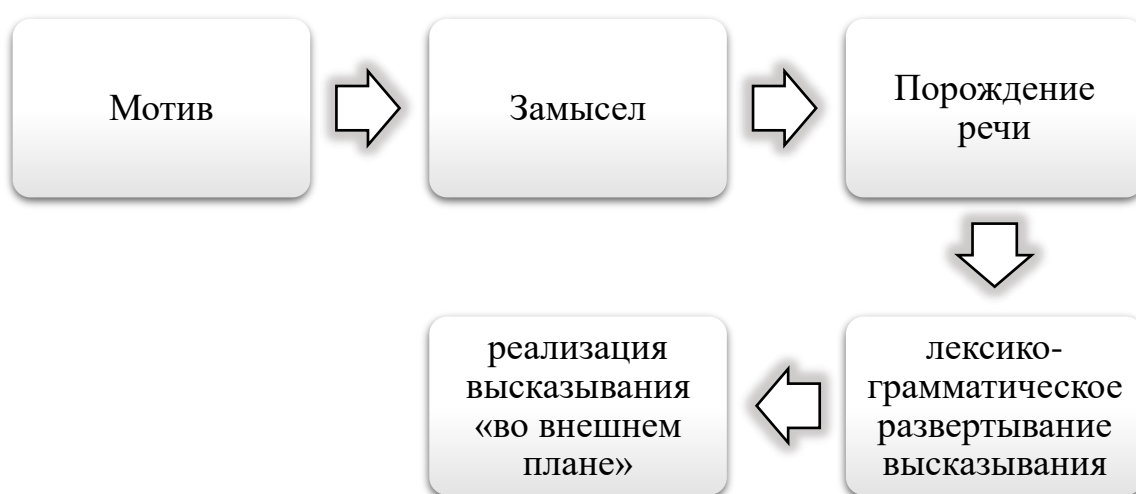 Мотив
Замысел
Порождение
речи
лексико-
грамматическое
развертывание
высказывания
реализация
высказывания
«во внешнем
плане»